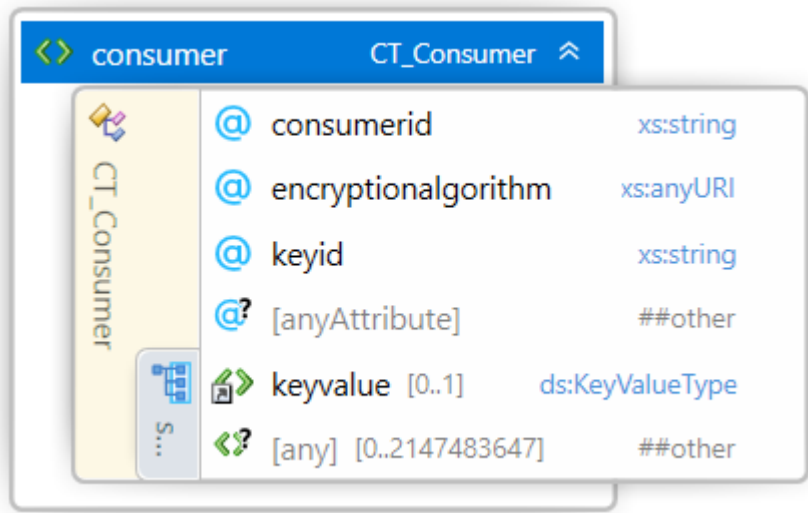 consumer CT_Consumer
CT_Consumer
@ consumerid xs:string
@ encryptionalgorithm xs:anyURI
@ keyid xs:string
@? [anyAttribute] ##other
keyvalue [0..1] ds:KeyValueType
? [any] [0..2147483647] ##other
S...